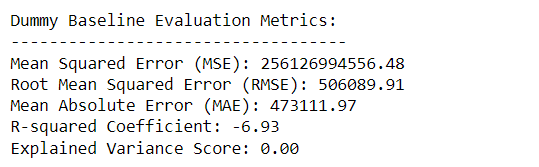 Dummy Baseline Evaluation Metrics:
-----------------------------------
Mean Squared Error (MSE): 256126994556.48
Root Mean Squared Error (RMSE): 506089.91
Mean Absolute Error (MAE): 473111.97
R-squared Coefficient: -6.93
Explained Variance Score: 0.00